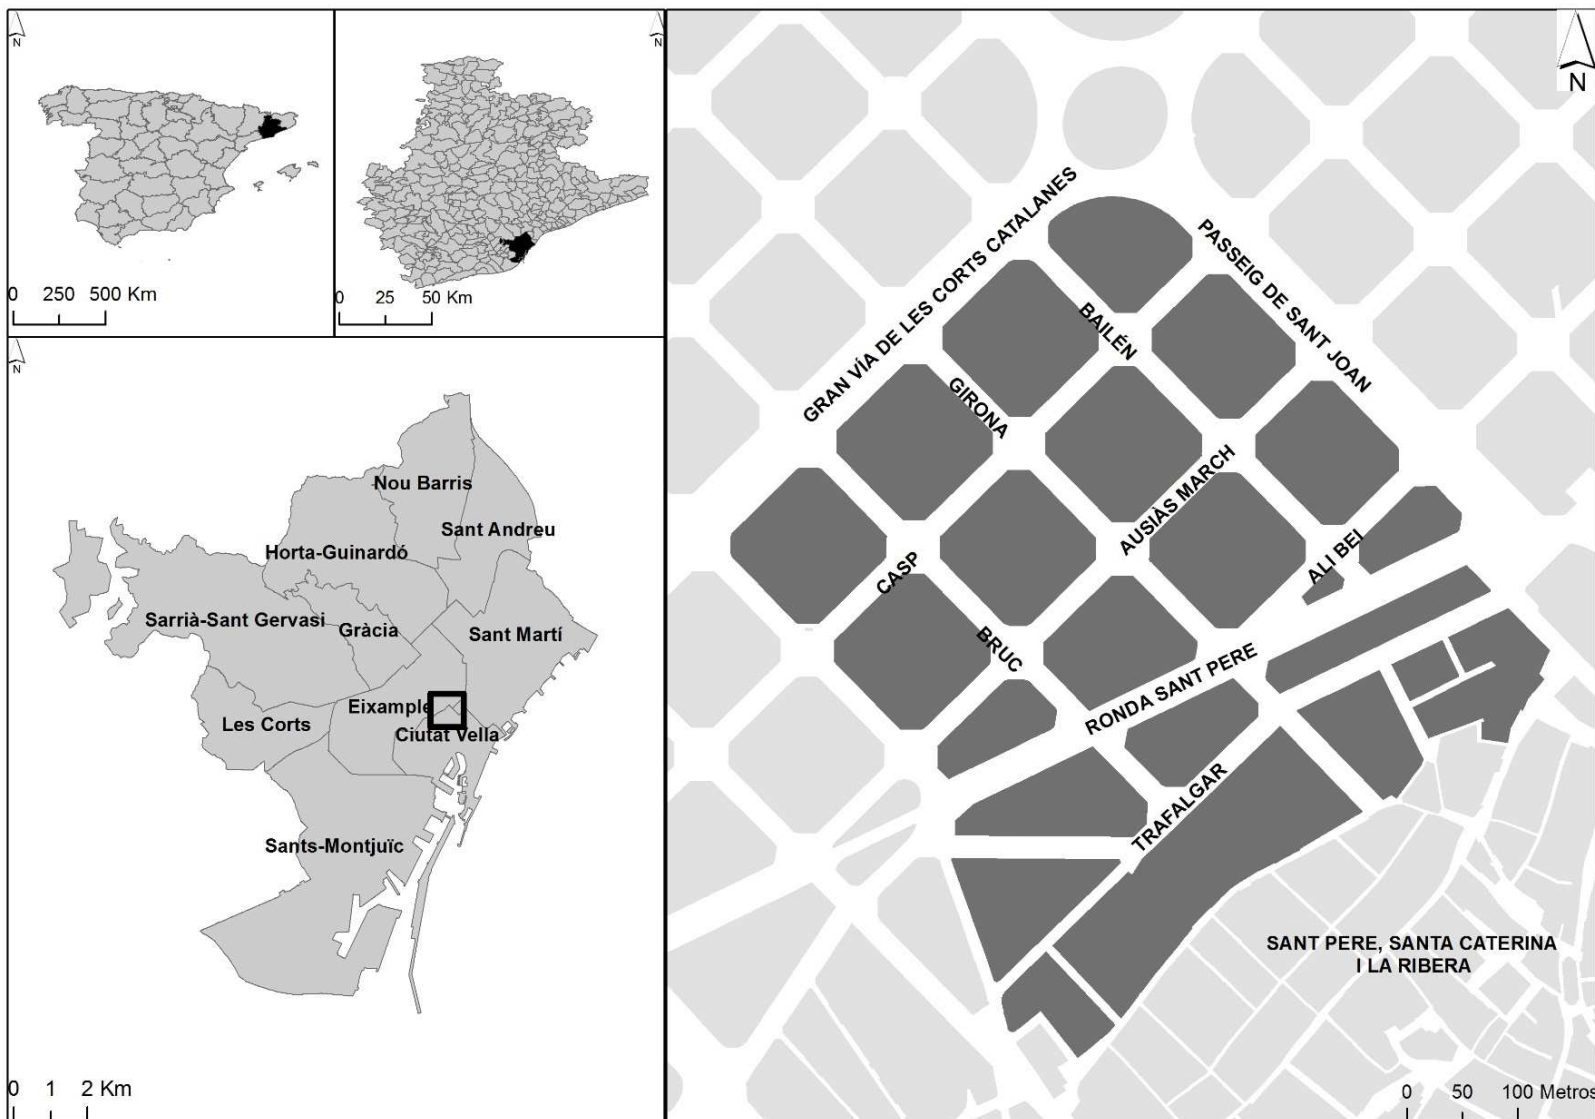 N
0 250 500 Km
N
0 25 50 Km
N
Nou Barris
Sant Andreu
Horta-Guinardó
Sarrià-Sant Gervasi
Gràcia
Sant Martí
Eixample
Les Corts
Ciutat Vella
Sants-Montjuïc
0 1 2 Km
N
GRAN VÍA DE LES CORTS CATALANES
PASSEIG DE SANT JOAN
BAILÉN
GIRONA
AUSIÀS MARCH
CASP
ALI BEI
BRUC
RONDA SANT PERE
TRAFALGAR
SANT PERE, SANTA CATERINA
I LA RIBERA
0 50 100 Metros